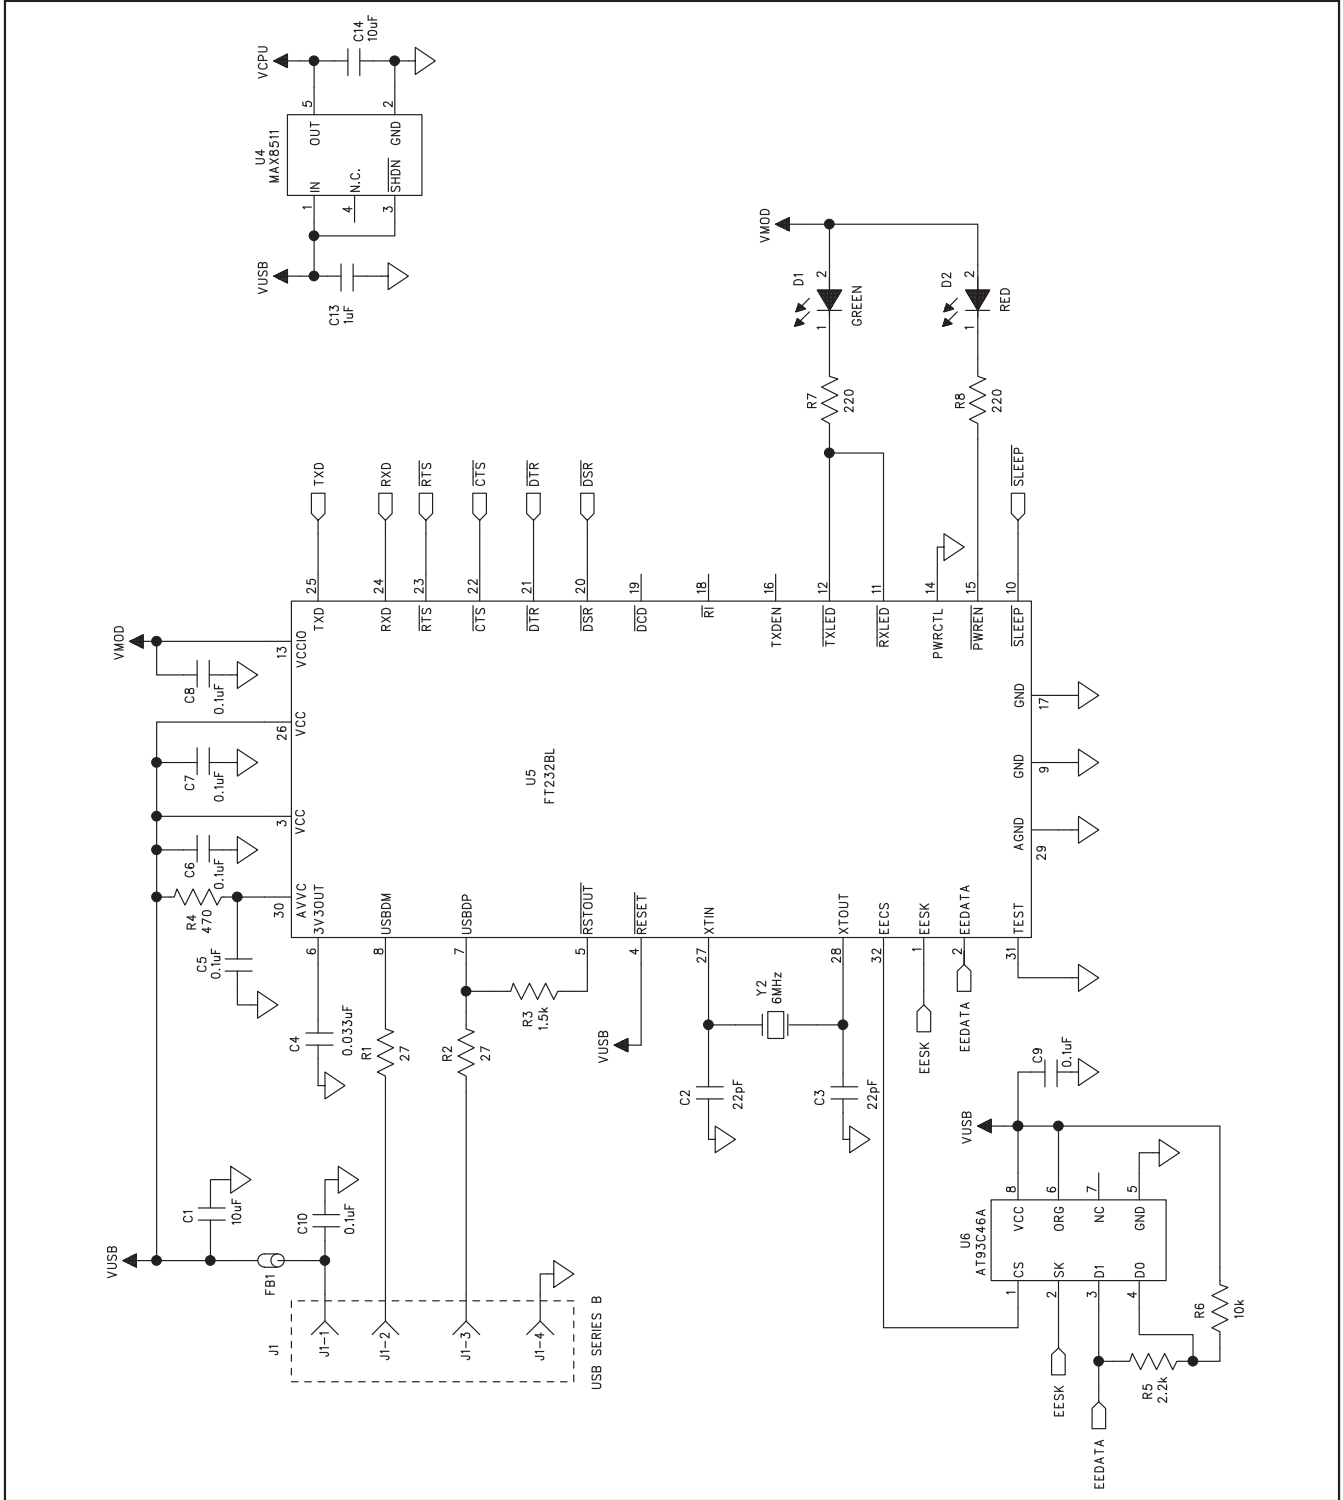 J1
J1-1
J1-2
J1-3
J1-4
USB SERIES B
VUSB
FB1
C1
10uF
C10
0.1uF
C4
0.033uF
R1
27
R2
27
R3
1.5k
VUSB
C5
0.1uF
R4
470
C6
0.1uF
C7
0.1uF
C8
0.1uF
VMOD
30
AVVC
3
VCC
26
VCC
13
VCCIO
U5
FT232BL
6
3V3OUT
8
USBDM
7
USBDP
5
RSTOUT
4
RESET
27
XTIN
28
XTOUT
32
EECS
1
EESK
2
EEDATA
31
TEST
29
AGND
9
GND
17
GND
25
TXD
TXD
24
RXD
RXD
23
RTS
RTS
22
CTS
CTS
21
DTR
DTR
20
DSR
DSR
19
DCD
18
RI
16
TXDEN
12
TXLED
11
RXLED
14
PWRCTL
15
PWREN
10
SLEEP
SLEEP
C2
22pF
C3
22pF
Y2
6MHz
EESK
EEDATA
VUSB
C9
0.1uF
U6
AT93C46A
1
CS
2
SK
3
D1
4
D0
8
VCC
6
ORG
7
NC
5
GND
EESK
EEDATA
R5
2.2k
R6
10k
R7
220
R8
220
D1
1
2
GREEN
D2
1
2
RED
VMOD
VUSB
C13
1uF
U4
MAX8511
1
IN
4
N.C.
3
SHDN
5
OUT
2
GND
VCPU
C14
10uF